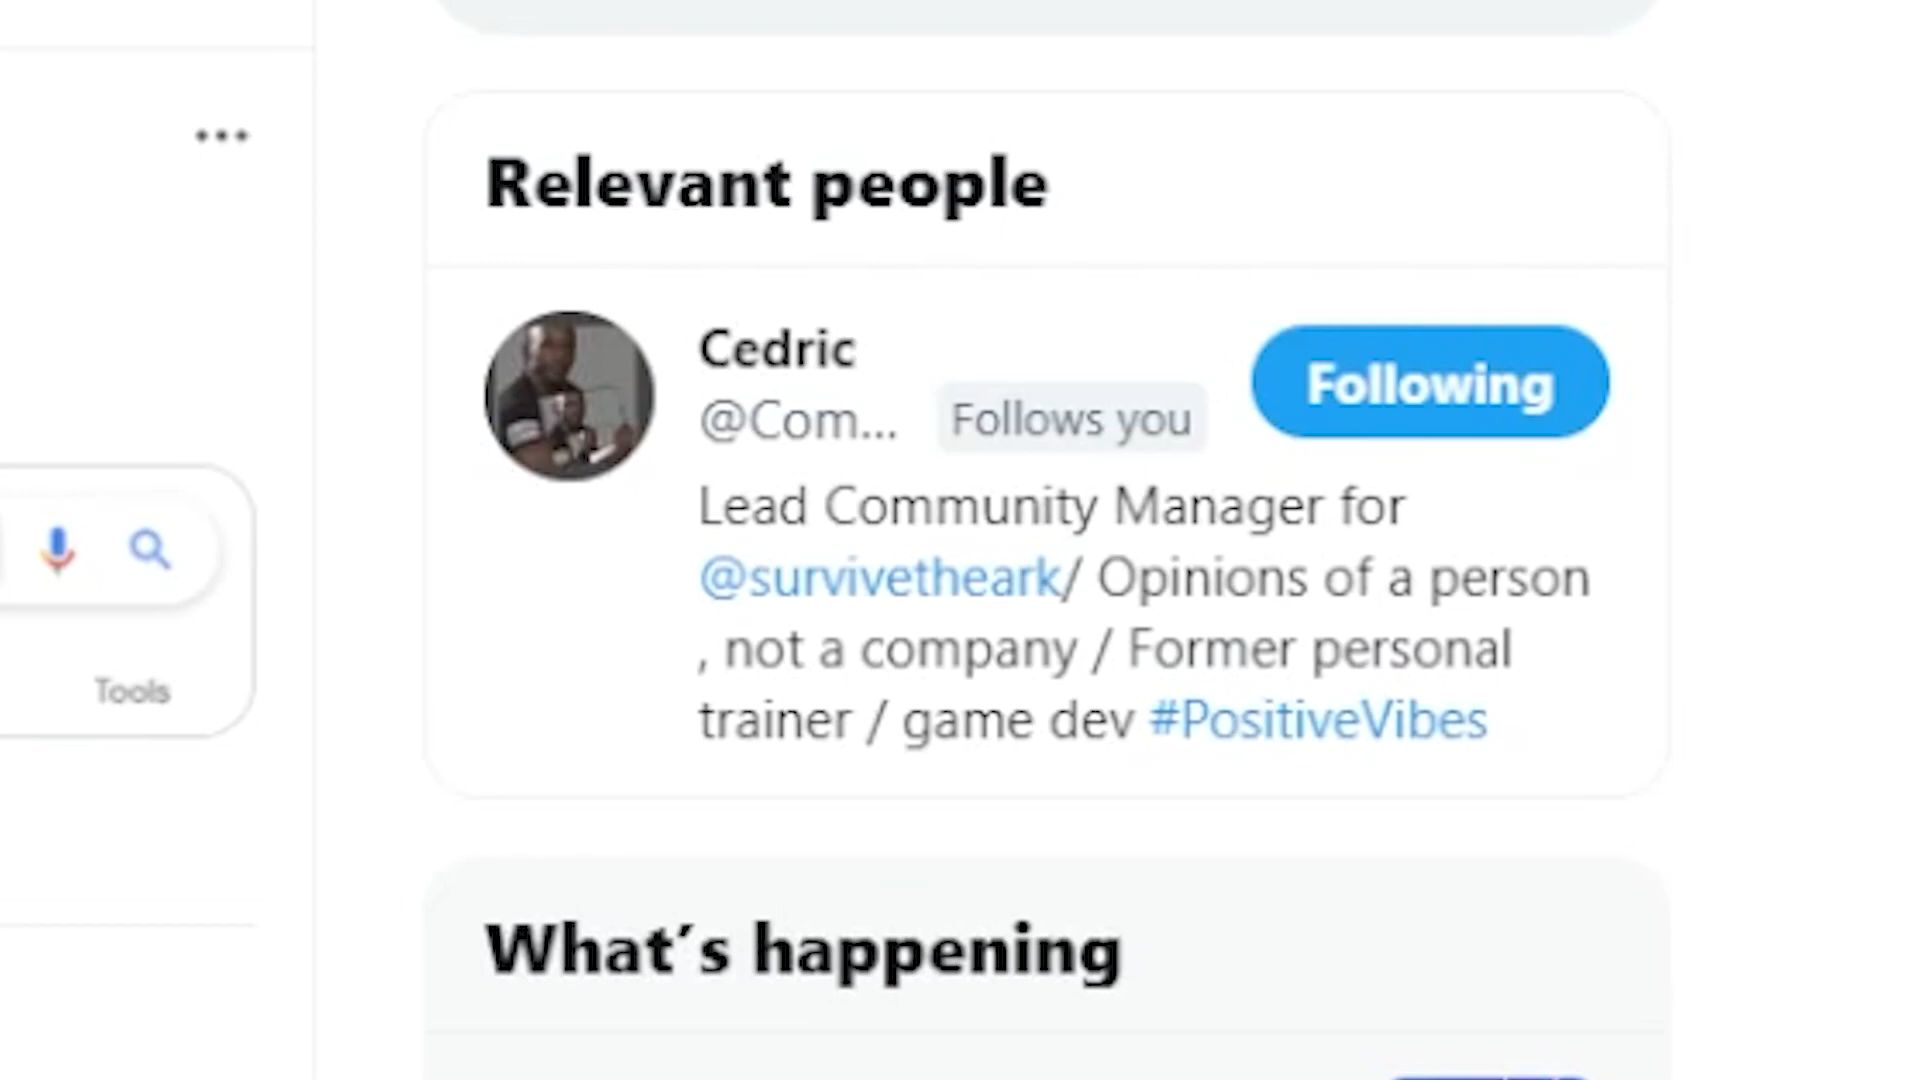 Relevant people
Cedric
Following
@Com... Follows you
Lead Community Manager for
@survivetheark/ Opinions of a person
, not a company / Former personal
trainer / game dev #PositiveVibes
Tools
What's happening